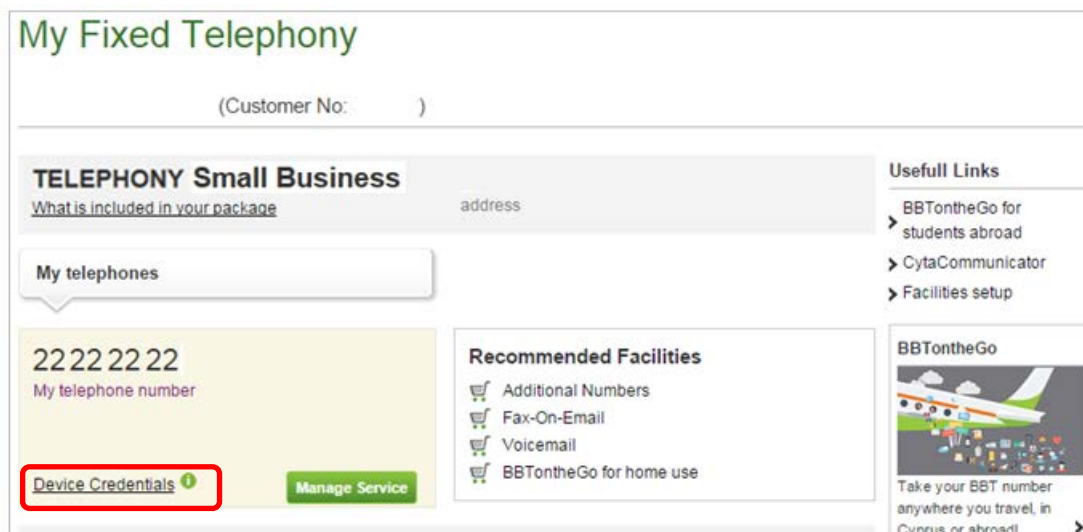 My Fixed Telephony
(Customer No: )
TELEPHONY Small Business
What is included in your package
address
My telephones
22 22 22 22
My telephone number
Device Credentials
Manage Service
Recommended Facilities
Additional Numbers
Fax-On-Email
Voicemail
BBTontheGo for home use
Usefull Links
BBTontheGo for
students abroad
CytaCommunicator
Facilities setup
BBTontheGo
Take your BBT number
anywhere you travel, in
Cyprus or abroad!